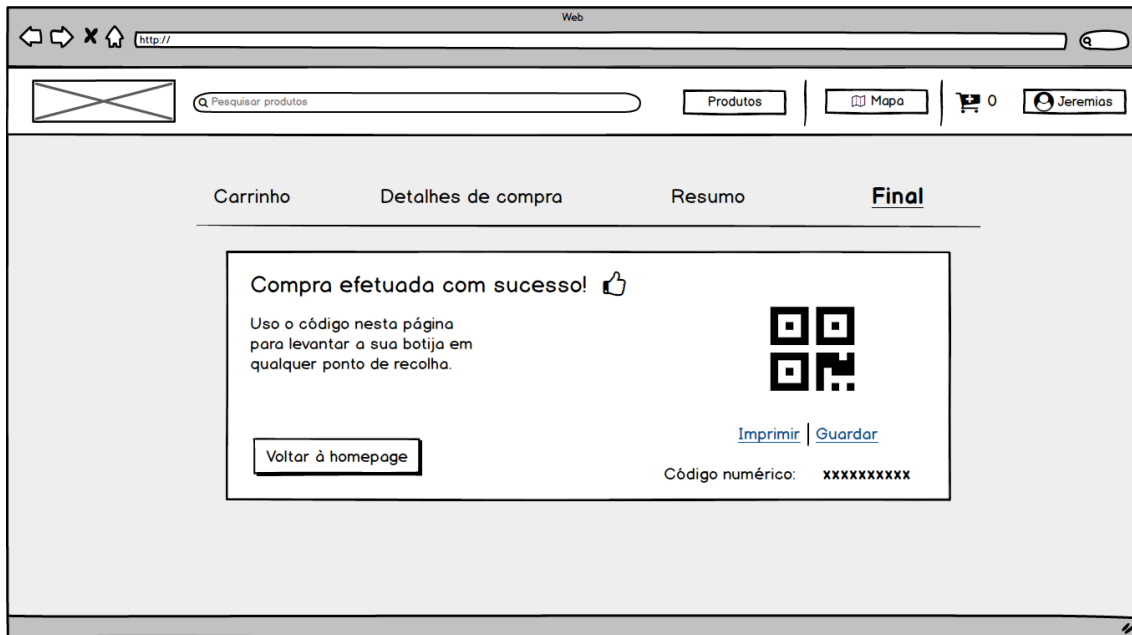 Web
http://
Pesquisar produtos
Produtos
Mapa
0
Jeremias
Carrinho
Detalhes de compra
Resumo
Final
Compra efetuada com sucesso!
Uso o código nesta página
para levantar a sua botija em
qualquer ponto de recolha.
Imprimir
Guardar
Voltar à homepage
Código numérico: xxxxxxxxxx